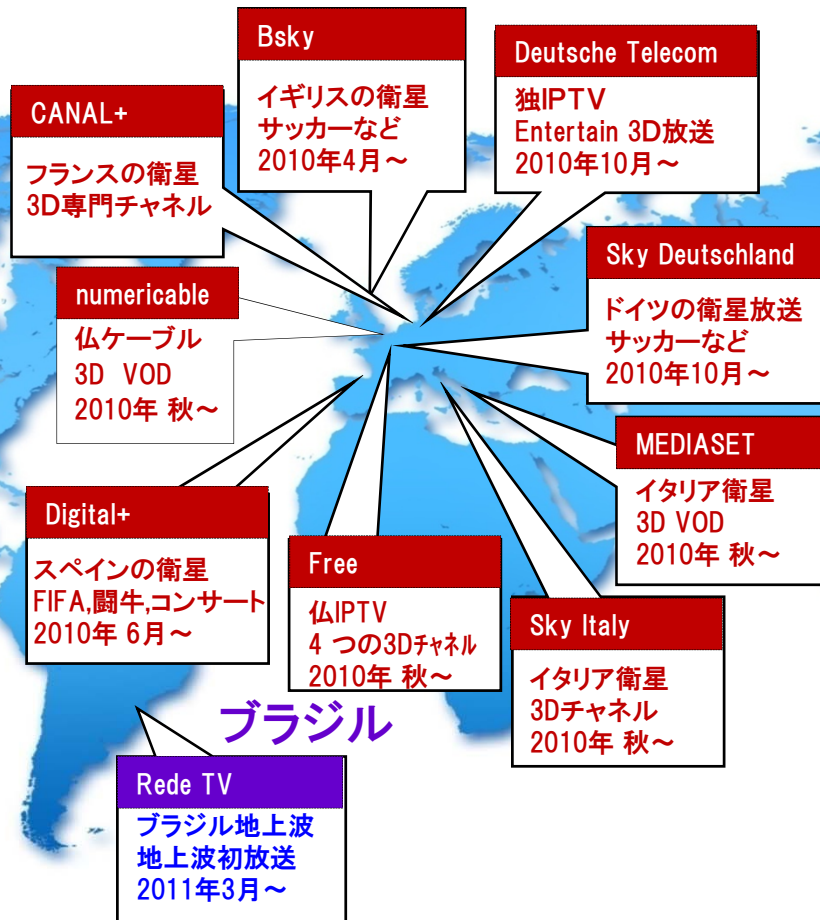 Bsky
イギリスの衛星
サッカーなど
2010年4月～
Deutsche Telecom
独IPTV
Entertain 3D放送
2010年10月～
CANAL+
フランスの衛星
3D専門チャネル
Sky Deutschland
ドイツの衛星放送
サッカーなど
2010年10月～
numericable
仏ケーブル
3D VOD
2010年 秋～
MEDIASET
イタリア衛星
3D VOD
2010年 秋～
Digital+
スペインの衛星
FIFA,闘牛,コンサート
2010年 6月～
Free
仏IPTV
4 つの3Dチャネル
2010年 秋～
Sky Italy
イタリア衛星
3Dチャネル
2010年 秋～
ブラジル
Rede TV
ブラジル地上波
地上波初放送
2011年3月～